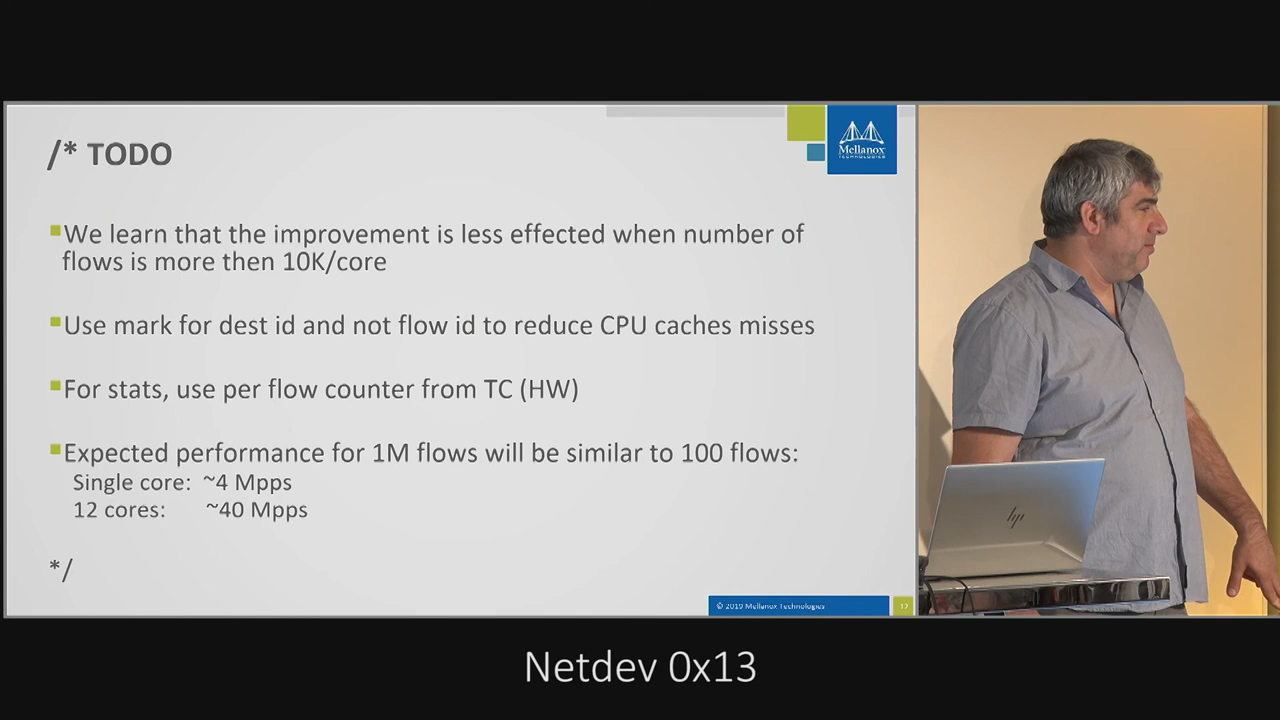 /* TODO
Mellanox
TECHNOLOGIES
We learn that the improvement is less effected when number of
flows is more then 10K/core
Use mark for dest id and not flow id to reduce CPU caches misses
For stats, use per flow counter from TC (HW)
Expected performance for 1M flows will be similar to 100 flows:
Single core: ~4 Mpps
12 cores: ~40 Mpps
*/
© 2019 Mellanox Technologies
hp
Netdev 0x13